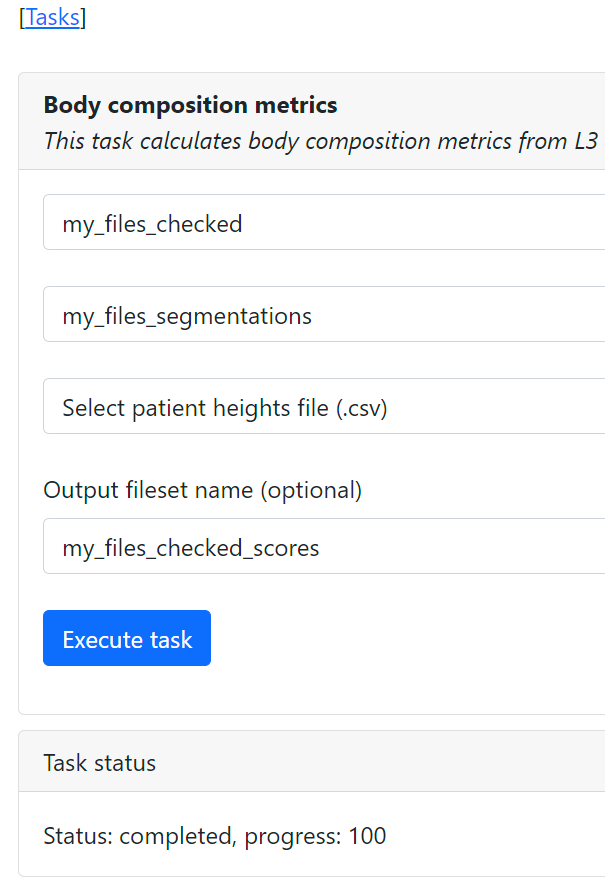 [Tasks]
Body composition metrics
This task calculates body composition metrics from L3
my_files_checked
my_files_segmentations
Select patient heights file (.csv)
Output fileset name (optional)
my_files_checked_scores
Execute task
Task status
Status: completed, progress: 100